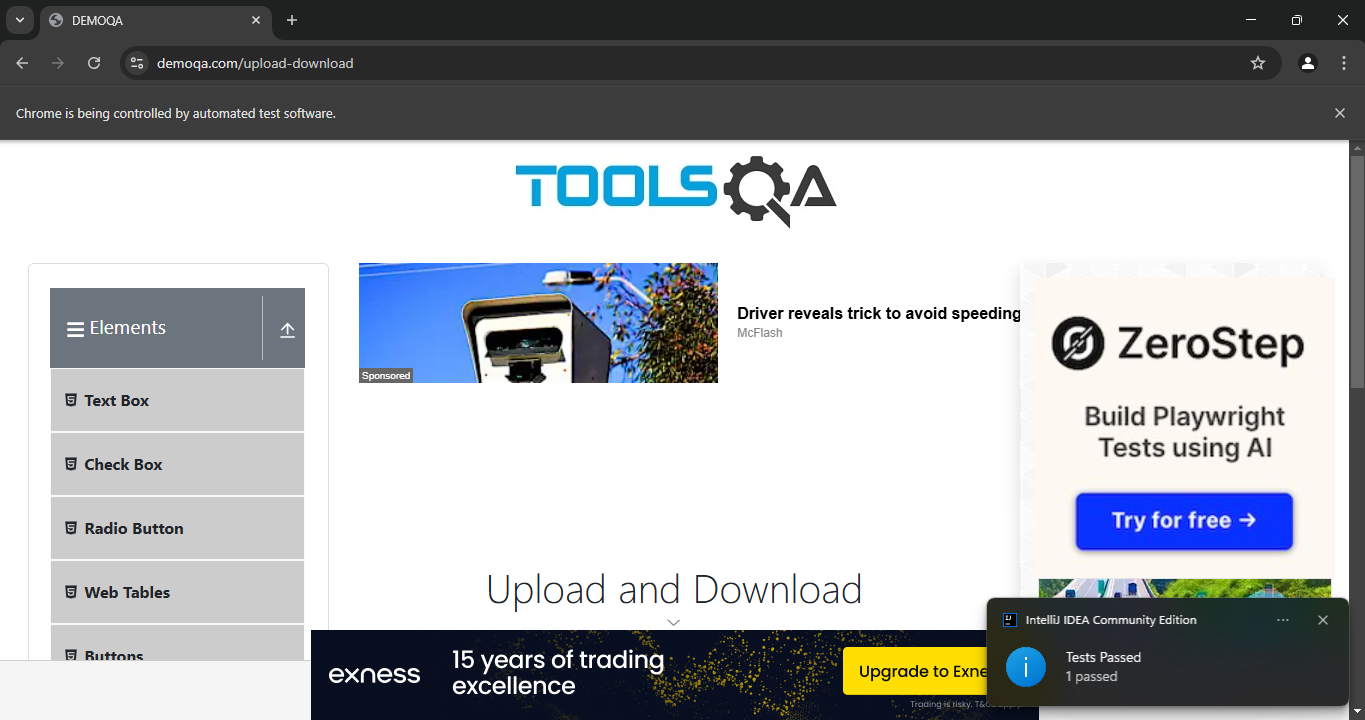 DEMOQA
demoqa.com/upload-download
Chrome is being controlled by automated test software.
TOOLSQA
Elements
Text Box
Check Box
Radio Button
Web Tables
Buttons
Sponsored
Driver reveals trick to avoid speeding
McFlash
ZeroStep
Build Playwright
Tests using AI
Try for free →
Upload and Download
exness
15 years of trading
excellence
Upgrade to Exne
Trading is risky. T&C
IntelliJ IDEA Community Edition
Tests Passed
1 passed